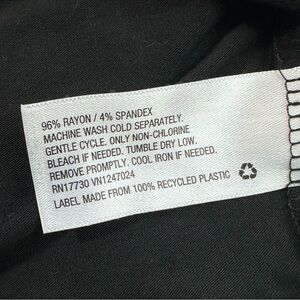 96% RAYON / 4% SPANDEX
MACHINE WASH COLD SEPARATELY.
GENTLE CYCLE. ONLY NON-CHLORINE
BLEACH IF NEEDED. TUMBLE DRY LOW.
REMOVE PROMPTLY. COOL IRON IF NEEDED.
RN17730 VN1247024
LABEL MADE FROM 100% RECYCLED PLASTIC